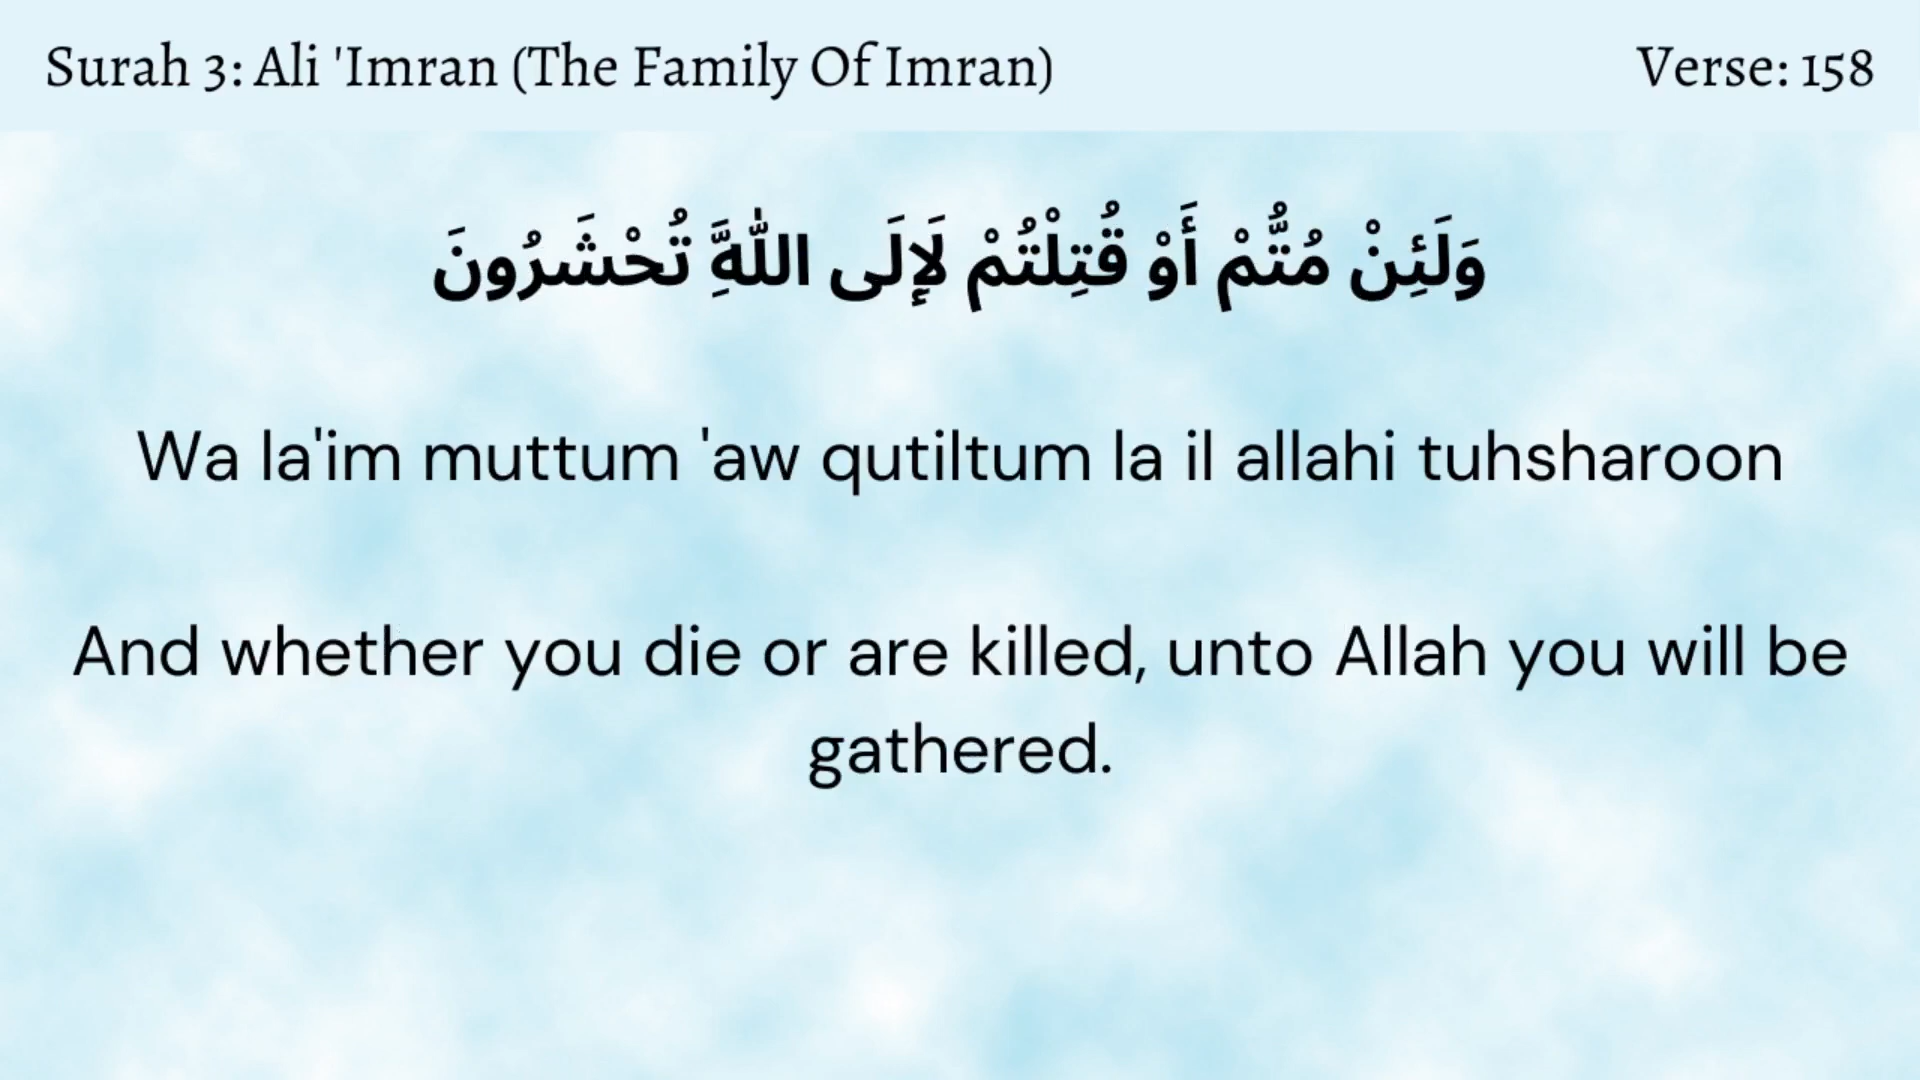 Surah 3: Ali 'Imran (The Family Of Imran)
Verse: 158
وَلَئِنْ مُتُّمْ أَوْ قُتِلْتُمْ لَإِلَى اللَّهِ تُحْشَرُونَ
Wa la'im muttum 'aw qutiltum la il allahi tuhsharoon
And whether you die or are killed, unto Allah you will be
gathered.